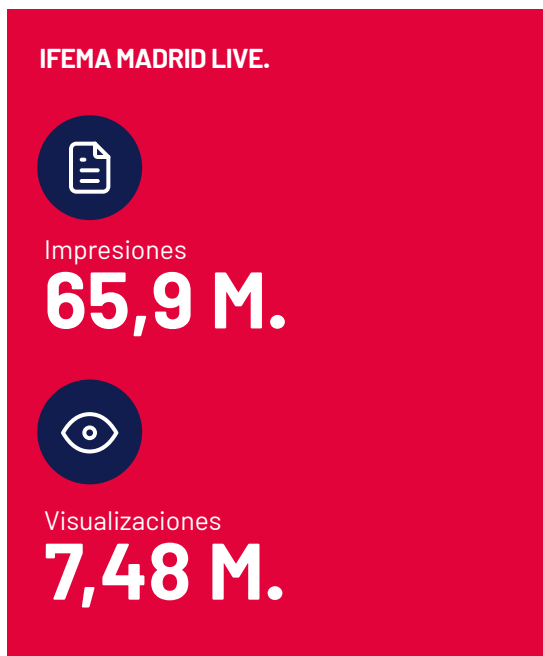 IFEMA MADRID LIVE.
Impresiones
65,9 M.
Visualizaciones
7,48 M.